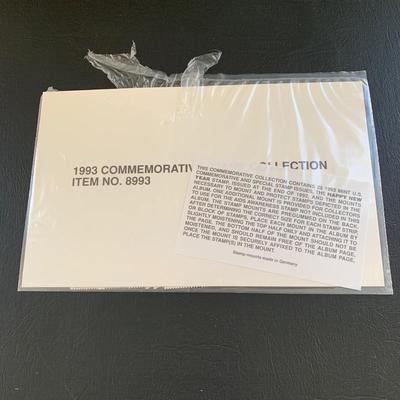 1993 COMMEMORATIVE COLLECTION
ITEM NO. 8993
THIS COMMEMORATIVE COLLECTION CONTAINS 1993 MINT U.S.
COMMEMORATIVE AND SPECIAL STAMP ISSUES, THE HAPPY NEW
YEAR STAMP, ISSUED AT THE END OF 1992, AND THE MOUNTS
NECESSARY TO MOUNT AND PROTECT STAMPS DEPICTED IN THE
ALBUM. ONE ADDITIONAL MOUNT IS PROVIDED FOR COLLECTORS
TO USE FOR THE AIDS AWARENESS STAMP NOT INCLUDED IN THIS
ALBUM. THE STAMP MOUNTS ARE PREGUMMED ON THE BACK.
AFTER DETERMINING THE CORRECT SIZE FOR EACH STAMP, STRIP,
OR BLOCK OF STAMPS, PLACE EACH MOUNT IN THE ALBUM BY
SLIGHTLY MOISTENING THE TOP HALF ONLY AND ATTACHING IT TO
THE PAGE. THE BOTTOM HALF OF THE MOUNT SHOULD NOT BE
MOISTENED, AND SHOULD REMAIN FREE OF THE ALBUM PAGE.
ONCE THE MOUNT IS SECURELY AFFIXED TO THE ALBUM PAGE,
PLACE THE STAMP(S) IN THE MOUNT.
Stamp mounts made in Germany